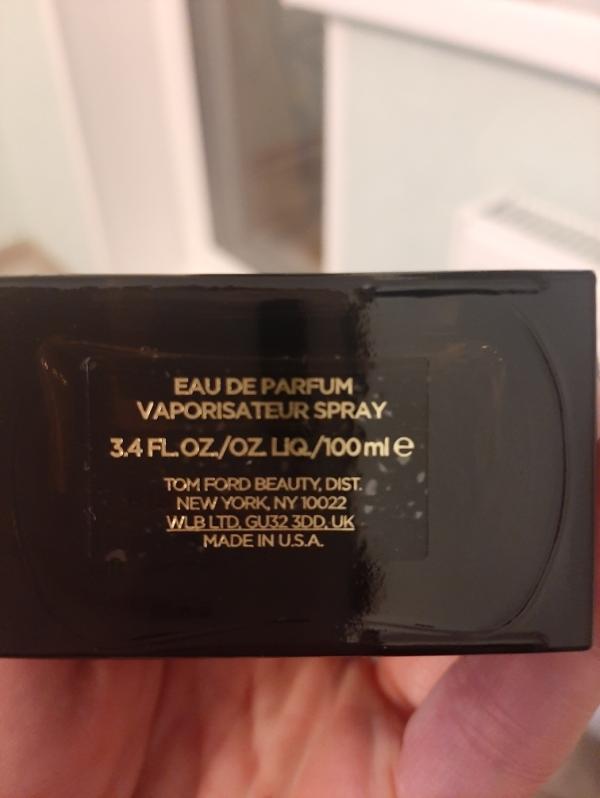 EAU DE PARFUM
VAPORISATEUR SPRAY
3.4 FL.OZ./OZ. LIQ./100 ml ℮
TOM FORD BEAUTY, DIST.
NEW YORK, NY 10022
WLB LTD, GU32 3DD, UK
MADE IN U.S.A.